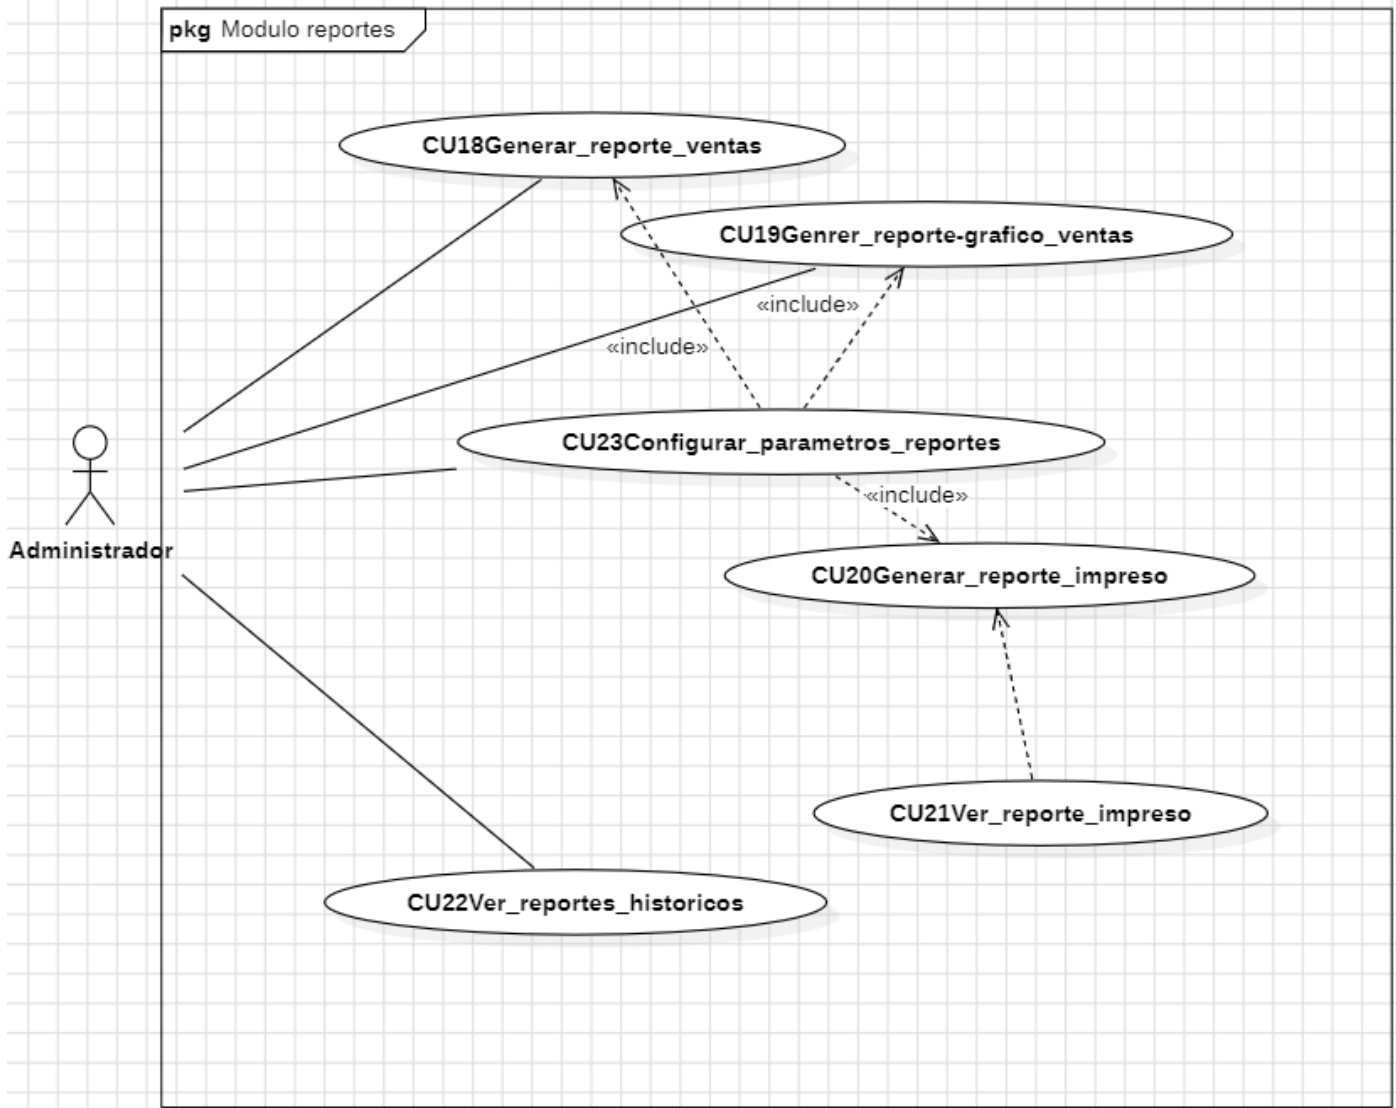 pkg Modulo reportes
CU18Generar_reporte_ventas
CU19Genrer_reporte-grafico_ventas
«include»
«include»
CU23Configurar_parametros_reportes
«include»
Administrador
CU20Generar_reporte_impreso
CU21Ver_reporte_impreso
CU22Ver_reportes_historicos